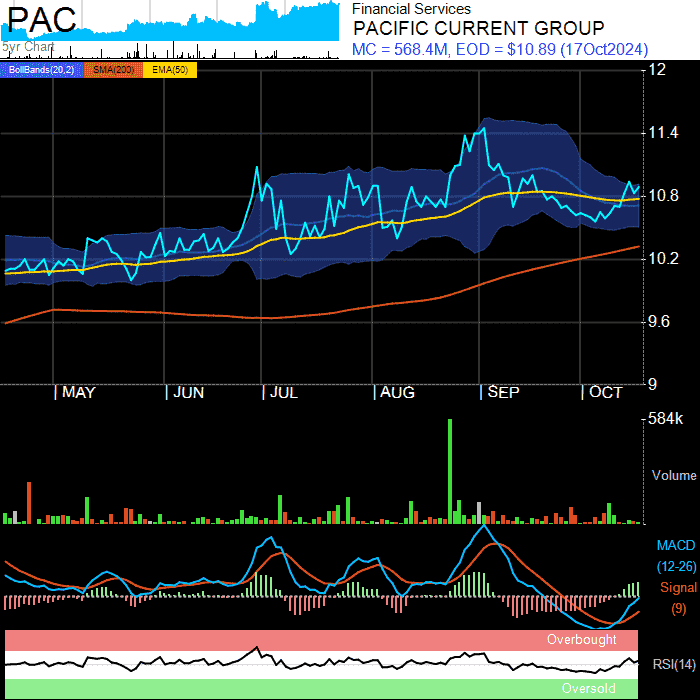 PAC
5yr Chart
Financial Services
PACIFIC CURRENT GROUP
MC = 568.4M, EOD = $10.89 (17Oct2024)
BollBands(20,2) SMA(200) EMA(50)
12
11.4
10.8
10.2
9.6
9
MAY JUN JUL AUG SEP OCT
584k
Volume
MACD
(12-26)
Signal
(9)
Overbought
RSI(14)
Oversold